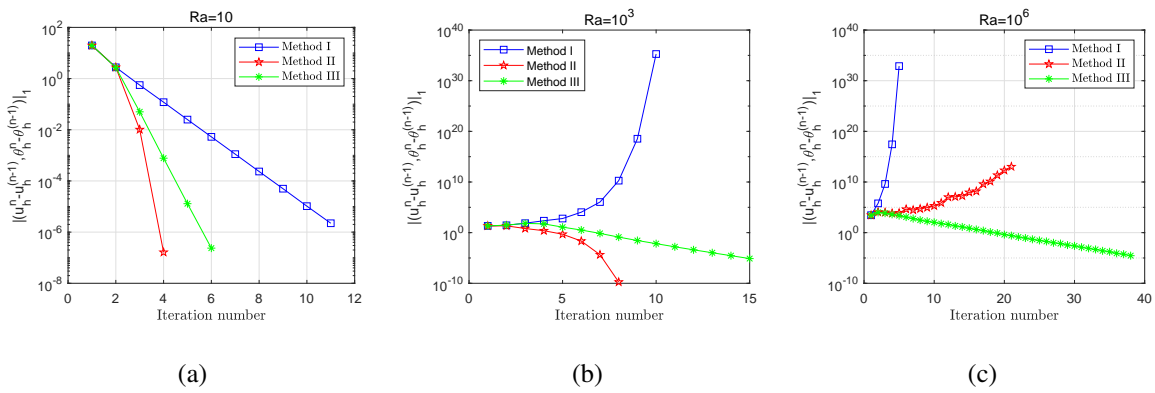 Ra=10
|(u_h^n-u_h^(n-1),θ_h^n-θ_h^(n-1))|_1
10^2
10^0
10^-2
10^-4
10^-6
10^-8
Method I
Method II
Method III
0 2 4 6 8 10 12
Iteration number
(a)
Ra=10^3
|(u_h^n-u_h^(n-1),θ_h^n-θ_h^(n-1))|_1
10^40
10^30
10^20
10^10
10^0
10^-10
Method I
Method II
Method III
0 5 10 15
Iteration number
(b)
Ra=10^6
|(u_h^n-u_h^(n-1),θ_h^n-θ_h^(n-1))|_1
10^40
10^30
10^20
10^10
10^0
10^-10
Method I
Method II
Method III
0 10 20 30 40
Iteration number
(c)